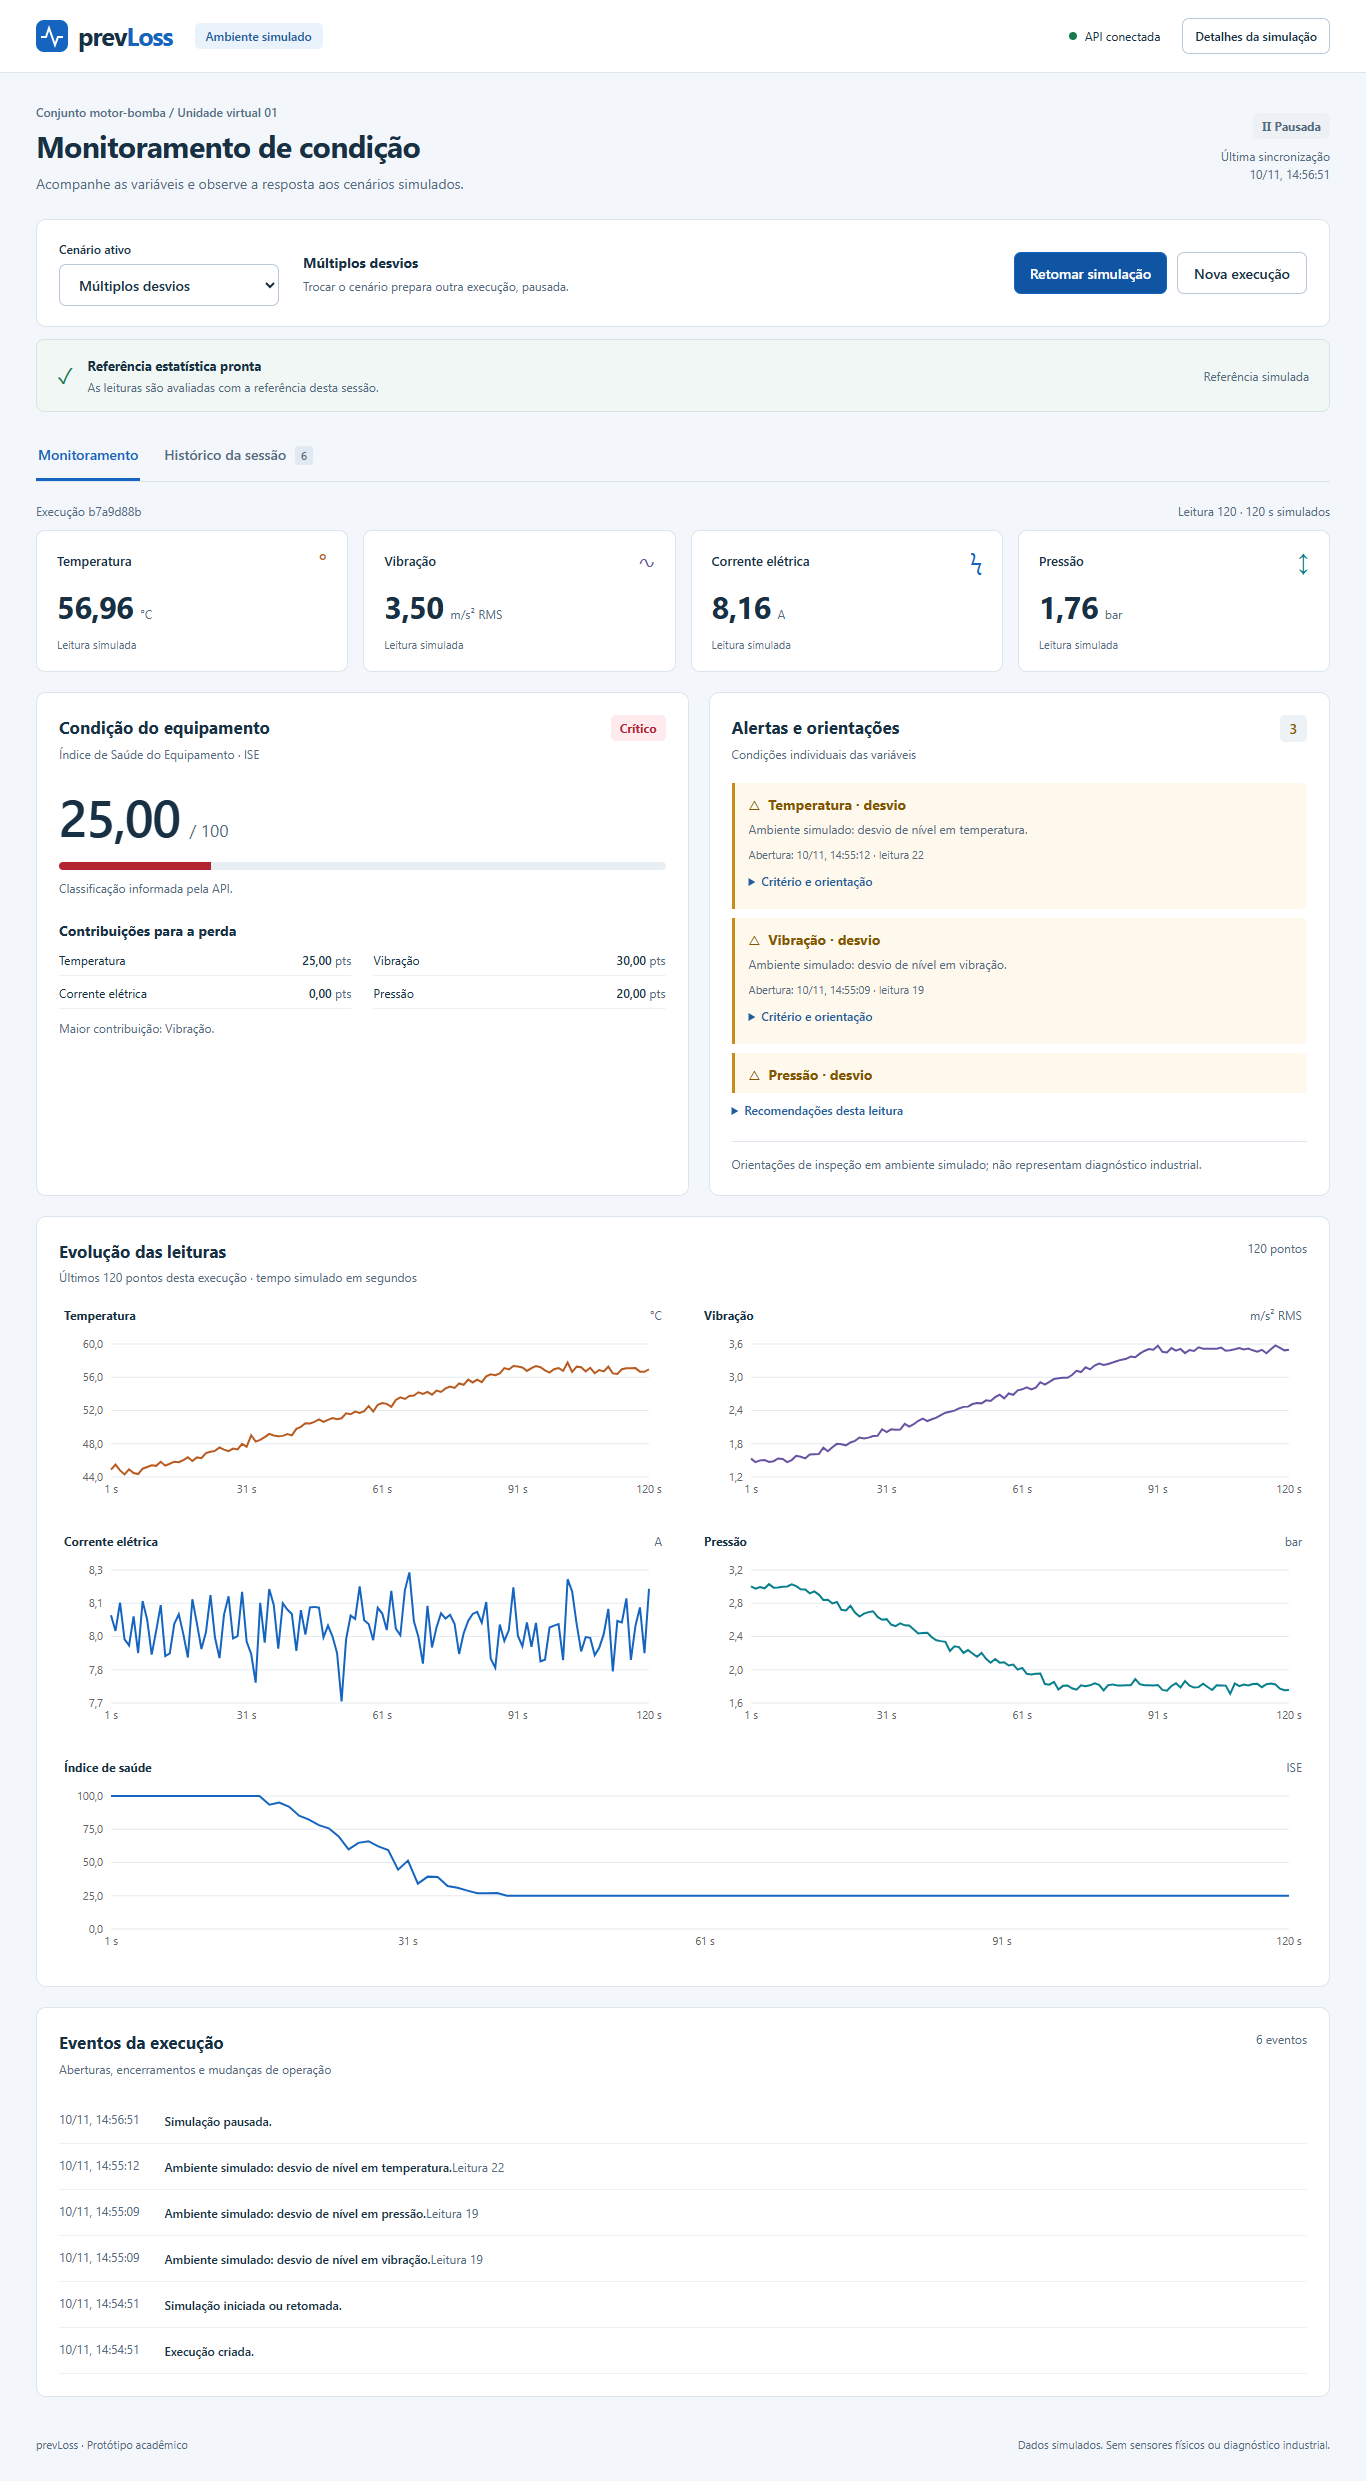 prevLoss Ambiente simulado API conectada Detalhes da simulação
Conjunto motor-bomba / Unidade virtual 01
Monitoramento de condição
Acompanhe as variáveis e observe a resposta aos cenários simulados.
II Pausada
Última sincronização
10/11, 14:56:51
Cenário ativo
Múltiplos desvios
Múltiplos desvios
Trocar o cenário prepara outra execução, pausada.
Retomar simulação Nova execução
Referência estatística pronta
As leituras são avaliadas com a referência desta sessão.
Referência simulada
Monitoramento Histórico da sessão 6
Execução b7a9d88b Leitura 120 · 120 s simulados
Temperatura
56,96 °C
Leitura simulada
Vibração
3,50 m/s² RMS
Leitura simulada
Corrente elétrica
8,16 A
Leitura simulada
Pressão
1,76 bar
Leitura simulada
Condição do equipamento Crítico
Índice de Saúde do Equipamento · ISE
25,00 / 100
Classificação informada pela API.
Contribuições para a perda
Temperatura 25,00 pts Vibração 30,00 pts
Corrente elétrica 0,00 pts Pressão 20,00 pts
Maior contribuição: Vibração.
Alertas e orientações 3
Condições individuais das variáveis
Temperatura · desvio
Ambiente simulado: desvio de nível em temperatura.
Abertura: 10/11, 14:55:12 · leitura 22
Critério e orientação
Vibração · desvio
Ambiente simulado: desvio de nível em vibração.
Abertura: 10/11, 14:55:09 · leitura 19
Critério e orientação
Pressão · desvio
Recomendações desta leitura
Orientações de inspeção em ambiente simulado; não representam diagnóstico industrial.
Evolução das leituras 120 pontos
Últimos 120 pontos desta execução · tempo simulado em segundos
Temperatura °C
60,0
56,0
52,0
48,0
44,0
1 s 31 s 61 s 91 s 120 s
Vibração m/s² RMS
3,6
3,0
2,4
1,8
1,2
1 s 31 s 61 s 91 s 120 s
Corrente elétrica A
8,3
8,1
8,0
7,8
7,7
1 s 31 s 61 s 91 s 120 s
Pressão bar
3,2
2,8
2,4
2,0
1,6
1 s 31 s 61 s 91 s 120 s
Índice de saúde ISE
100,0
75,0
50,0
25,0
0,0
1 s 31 s 61 s 91 s 120 s
Eventos da execução 6 eventos
Aberturas, encerramentos e mudanças de operação
10/11, 14:56:51 Simulação pausada.
10/11, 14:55:12 Ambiente simulado: desvio de nível em temperatura.Leitura 22
10/11, 14:55:09 Ambiente simulado: desvio de nível em pressão.Leitura 19
10/11, 14:55:09 Ambiente simulado: desvio de nível em vibração.Leitura 19
10/11, 14:54:51 Simulação iniciada ou retomada.
10/11, 14:54:51 Execução criada.
prevLoss · Protótipo acadêmico Dados simulados. Sem sensores físicos ou diagnóstico industrial.